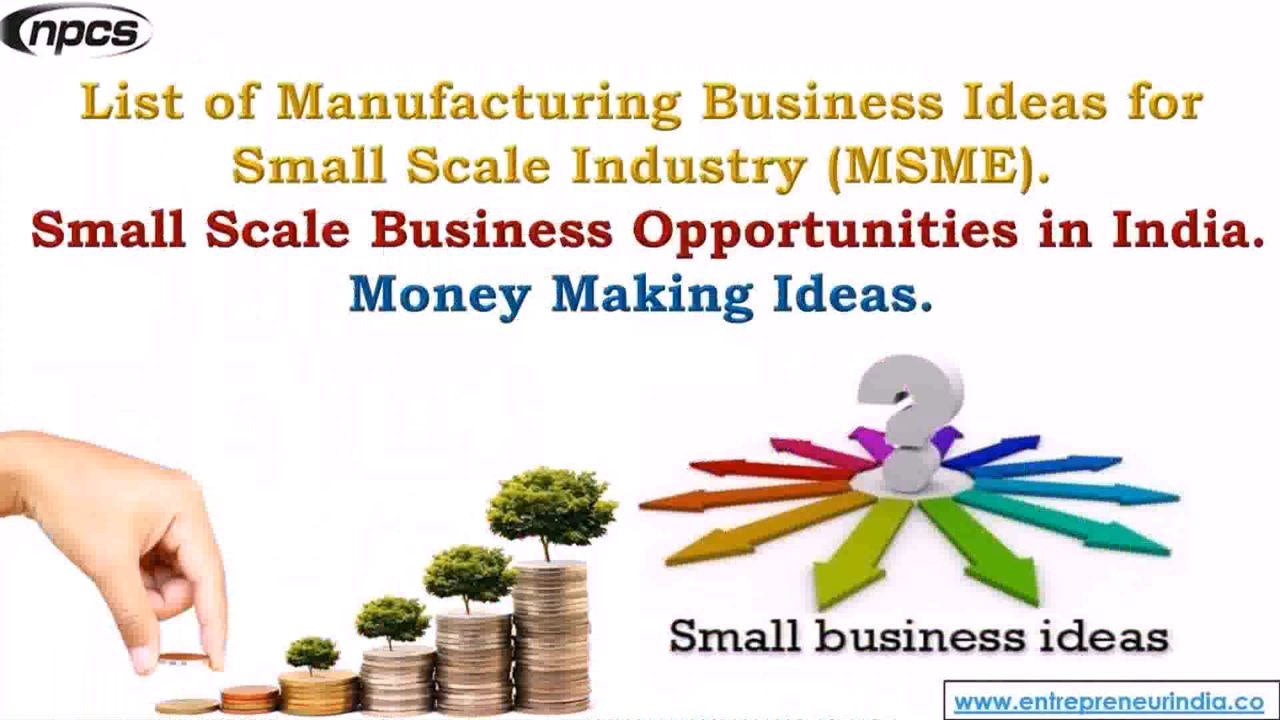 npcs
List of Manufacturing Business Ideas for
Small Scale Industry (MSME).
Small Scale Business Opportunities in India.
Money Making Ideas.
Small business ideas
www.entrepreneurindia.co